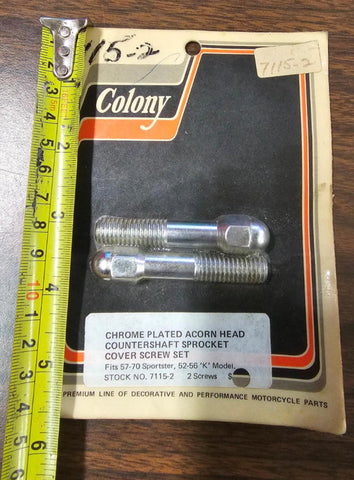 7115-2
7115-2
Colony
CHROME PLATED ACORN HEAD
COUNTERSHAFT SPROCKET
COVER SCREW SET
Fits 57-70 Sportster, 52-56 "K" Model.
STOCK NO. 7115-2 2 Screws $
PREMIUM LINE OF DECORATIVE AND PERFORMANCE MOTORCYCLE PARTS